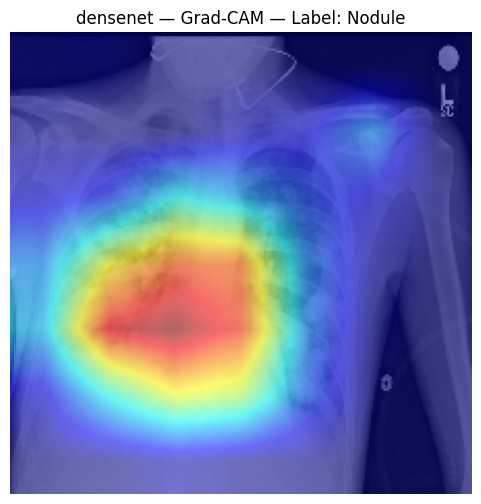 densenet — Grad-CAM — Label: Nodule
L